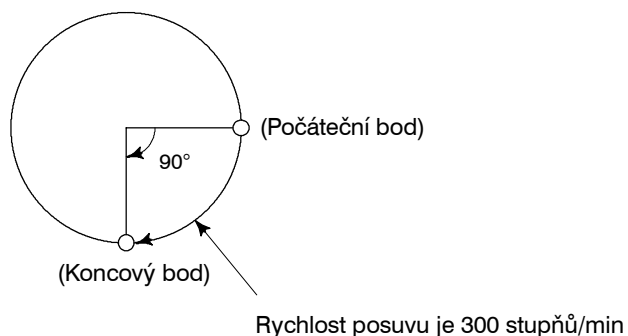 (Počáteční bod)
90°
(Koncový bod)
Rychlost posuvu je 300 stupňů/min